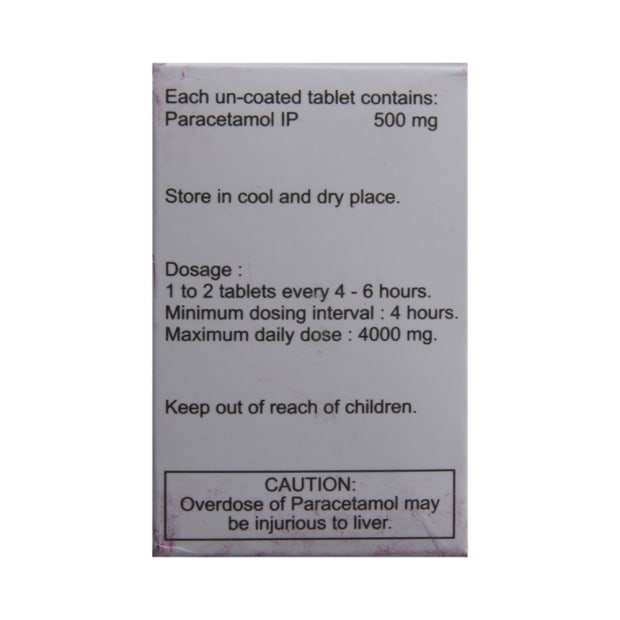 Each un-coated tablet contains:
Paracetamol IP 500 mg
Store in cool and dry place.
Dosage :
1 to 2 tablets every 4 - 6 hours.
Minimum dosing interval : 4 hours.
Maximum daily dose : 4000 mg.
Keep out of reach of children.
CAUTION:
Overdose of Paracetamol may
be injurious to liver.